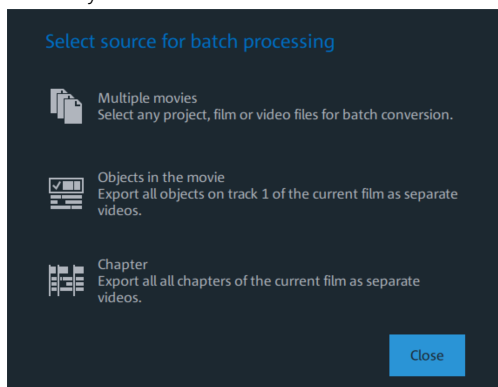 Select source for batch processing
Multiple movies
Select any project, film or video files for batch conversion.
Objects in the movie
Export all objects on track 1 of the current film as separate
videos.
Chapter
Export all all chapters of the current film as separate
videos.
Close